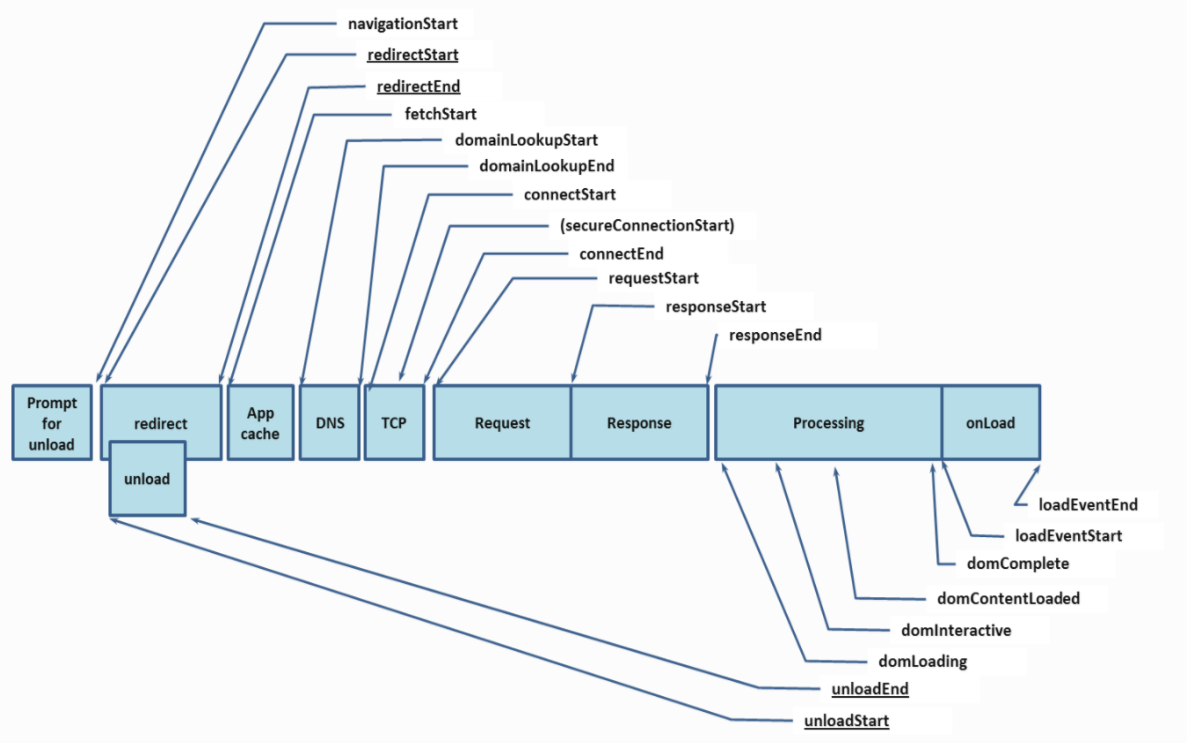 navigationStart
redirectStart
redirectEnd
fetchStart
domainLookupStart
domainLookupEnd
connectStart
(secureConnectionStart)
connectEnd
requestStart
responseStart
responseEnd
Prompt
for
unload
redirect
unload
App
cache
DNS
TCP
Request
Response
Processing
onLoad
loadEventEnd
loadEventStart
domComplete
domContentLoaded
domInteractive
domLoading
unloadEnd
unloadStart